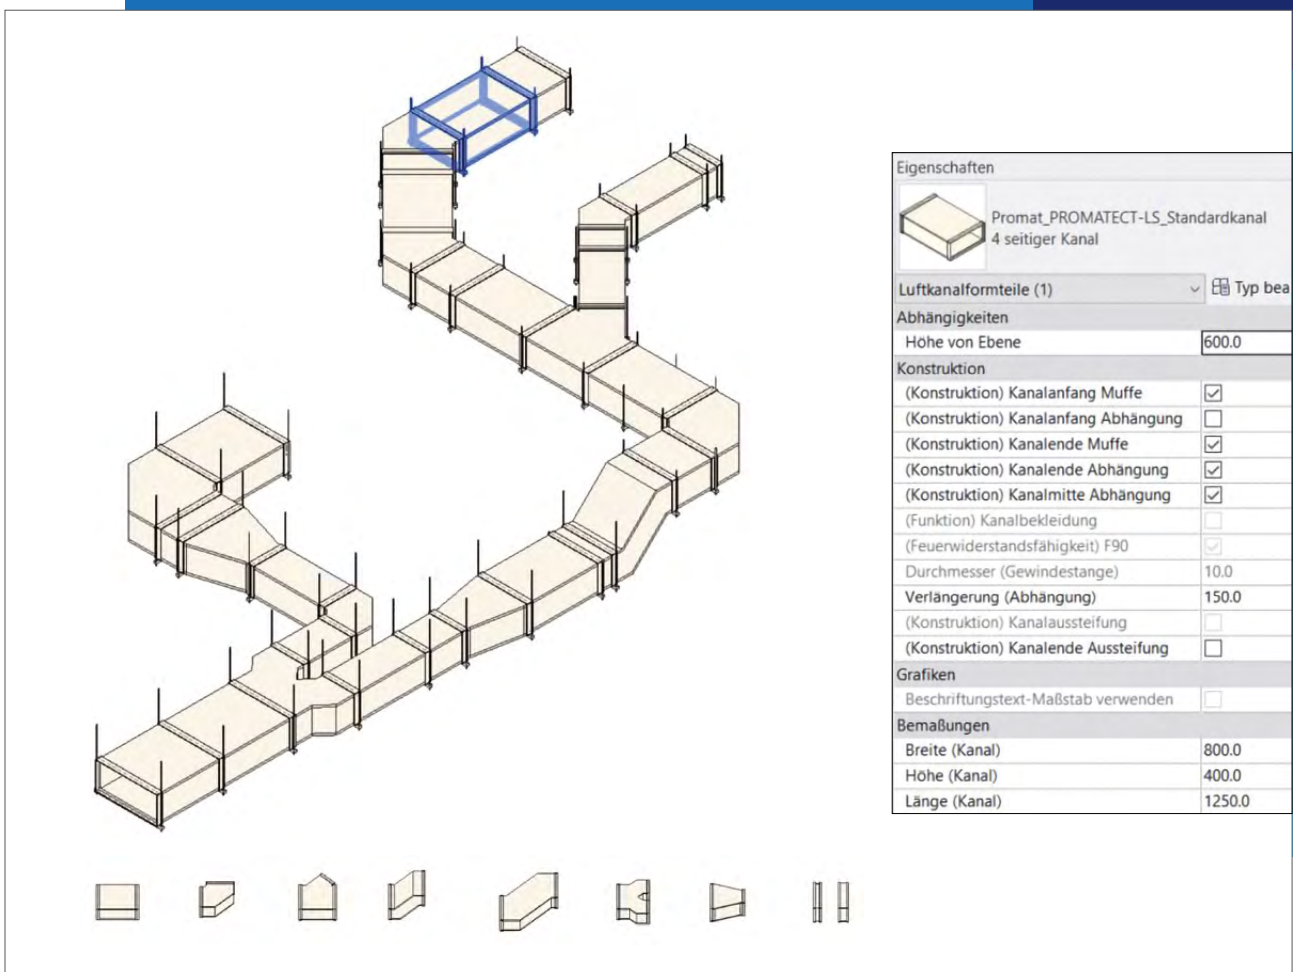 Eigenschaften
Promat_PROMATECT-LS_Standardkanal
4 seitiger Kanal
Luftkanalformteile (1)
Typ bea
Abhängigkeiten
Höhe von Ebene 600.0
Konstruktion
(Konstruktion) Kanalanfang Muffe
(Konstruktion) Kanalanfang Abhängung
(Konstruktion) Kanalende Muffe
(Konstruktion) Kanalende Abhängung
(Konstruktion) Kanalmitte Abhängung
(Funktion) Kanalbekleidung
(Feuerwiderstandsfähigkeit) F90
Durchmesser (Gewindestange) 10.0
Verlängerung (Abhängung) 150.0
(Konstruktion) Kanalaussteifung
(Konstruktion) Kanalende Aussteifung
Grafiken
Beschriftungstext-Maßstab verwenden
Bemaßungen
Breite (Kanal) 800.0
Höhe (Kanal) 400.0
Länge (Kanal) 1250.0